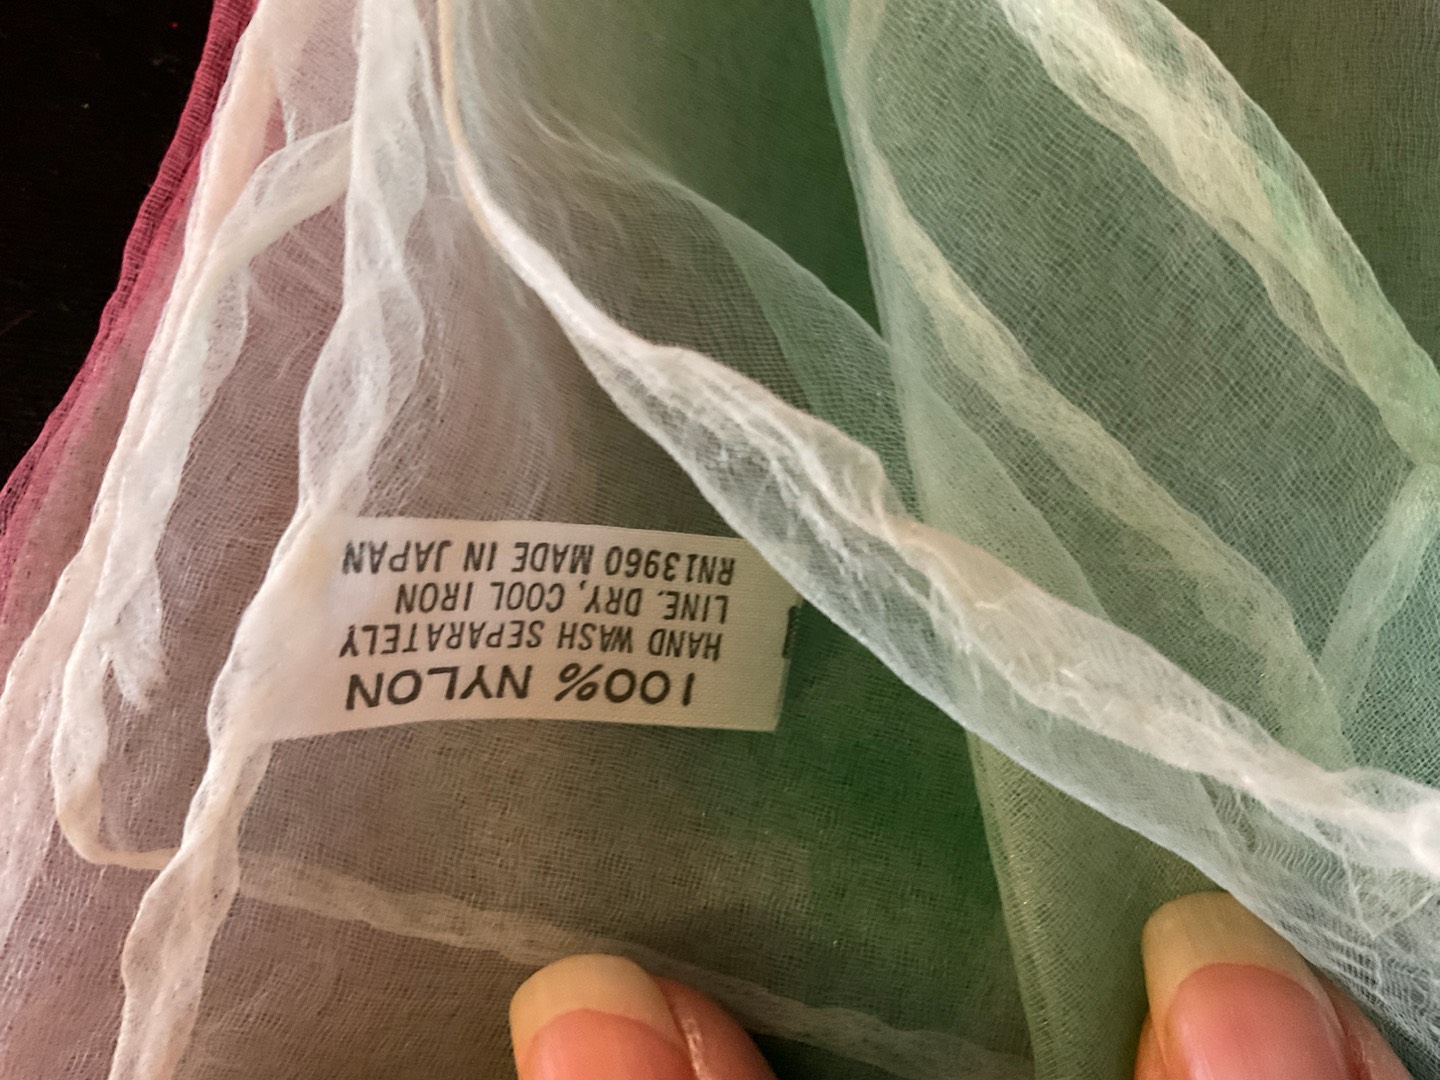 100% NYLON
HAND WASH SEPARATELY
LINE. DRY, COOL IRON
RN13960 MADE IN JAPAN